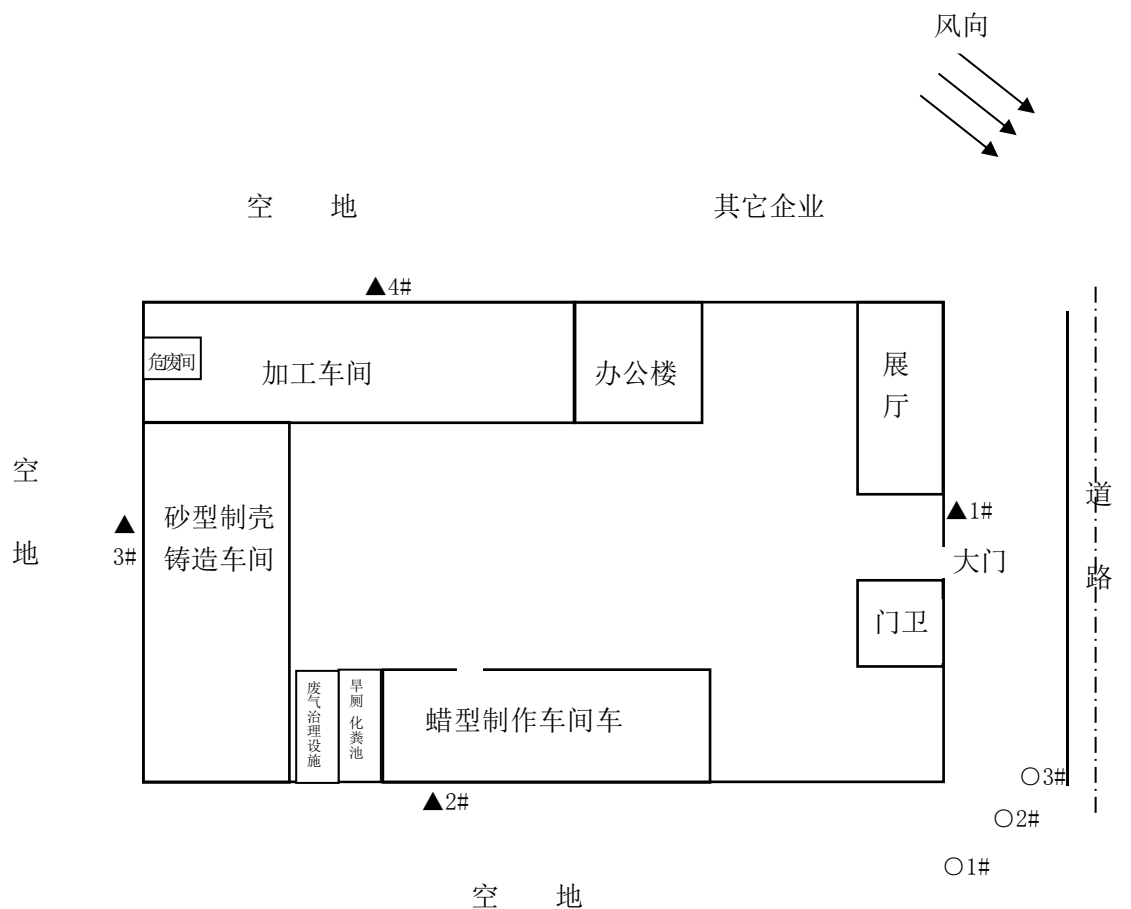 风向
空 地
其它企业
▲4#
危废间
加工车间
办公楼
展
厅
空
地
▲
3#
砂型制壳
铸造车间
▲1#
大门
道
路
门卫
废气治理设施
旱厕 化粪池
蜡型制作车间车
▲2#
○3#
○2#
○1#
空 地